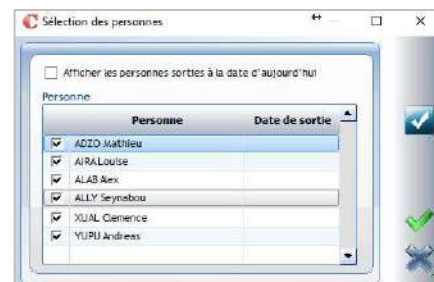 Sélection des personnes
Afficher les personnes sorties à la date d'aujourd'hui
Personne
Personne Date de sortie
ADZO Mathieu
AIRA Louise
ALAB Alex
ALLY Seynabou
XUAL Clemence
YUPU Andreas